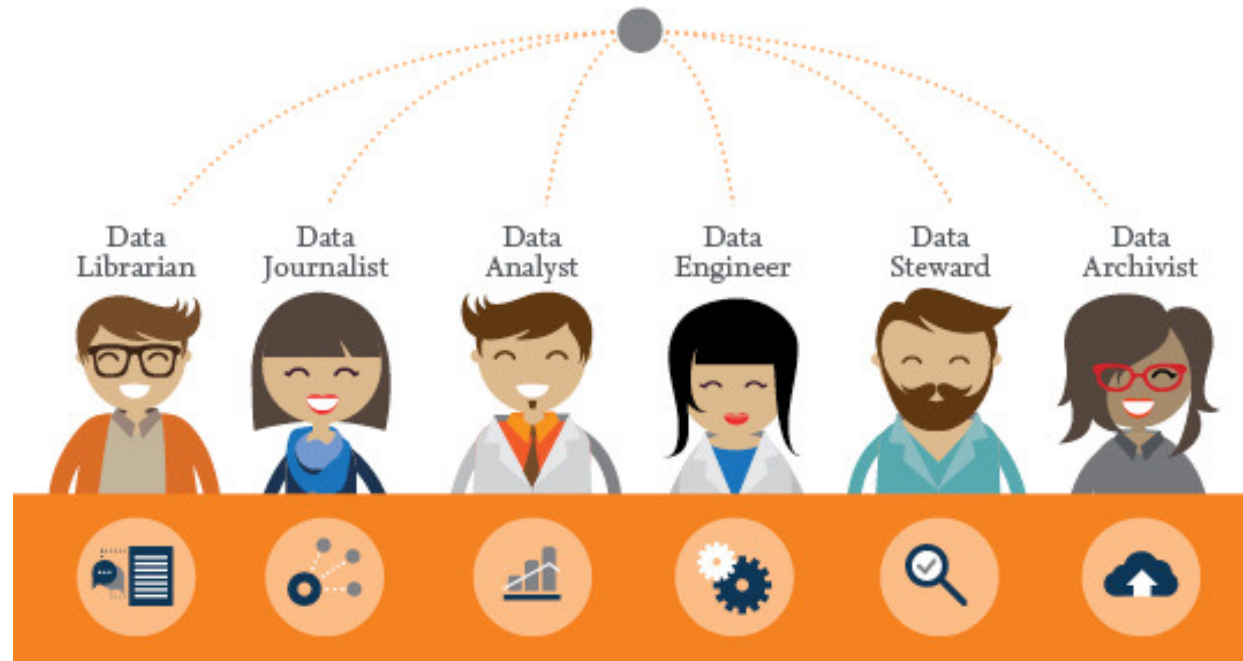 Data
Librarian
Data
Journalist
Data
Analyst
Data
Engineer
Data
Steward
Data
Archivist